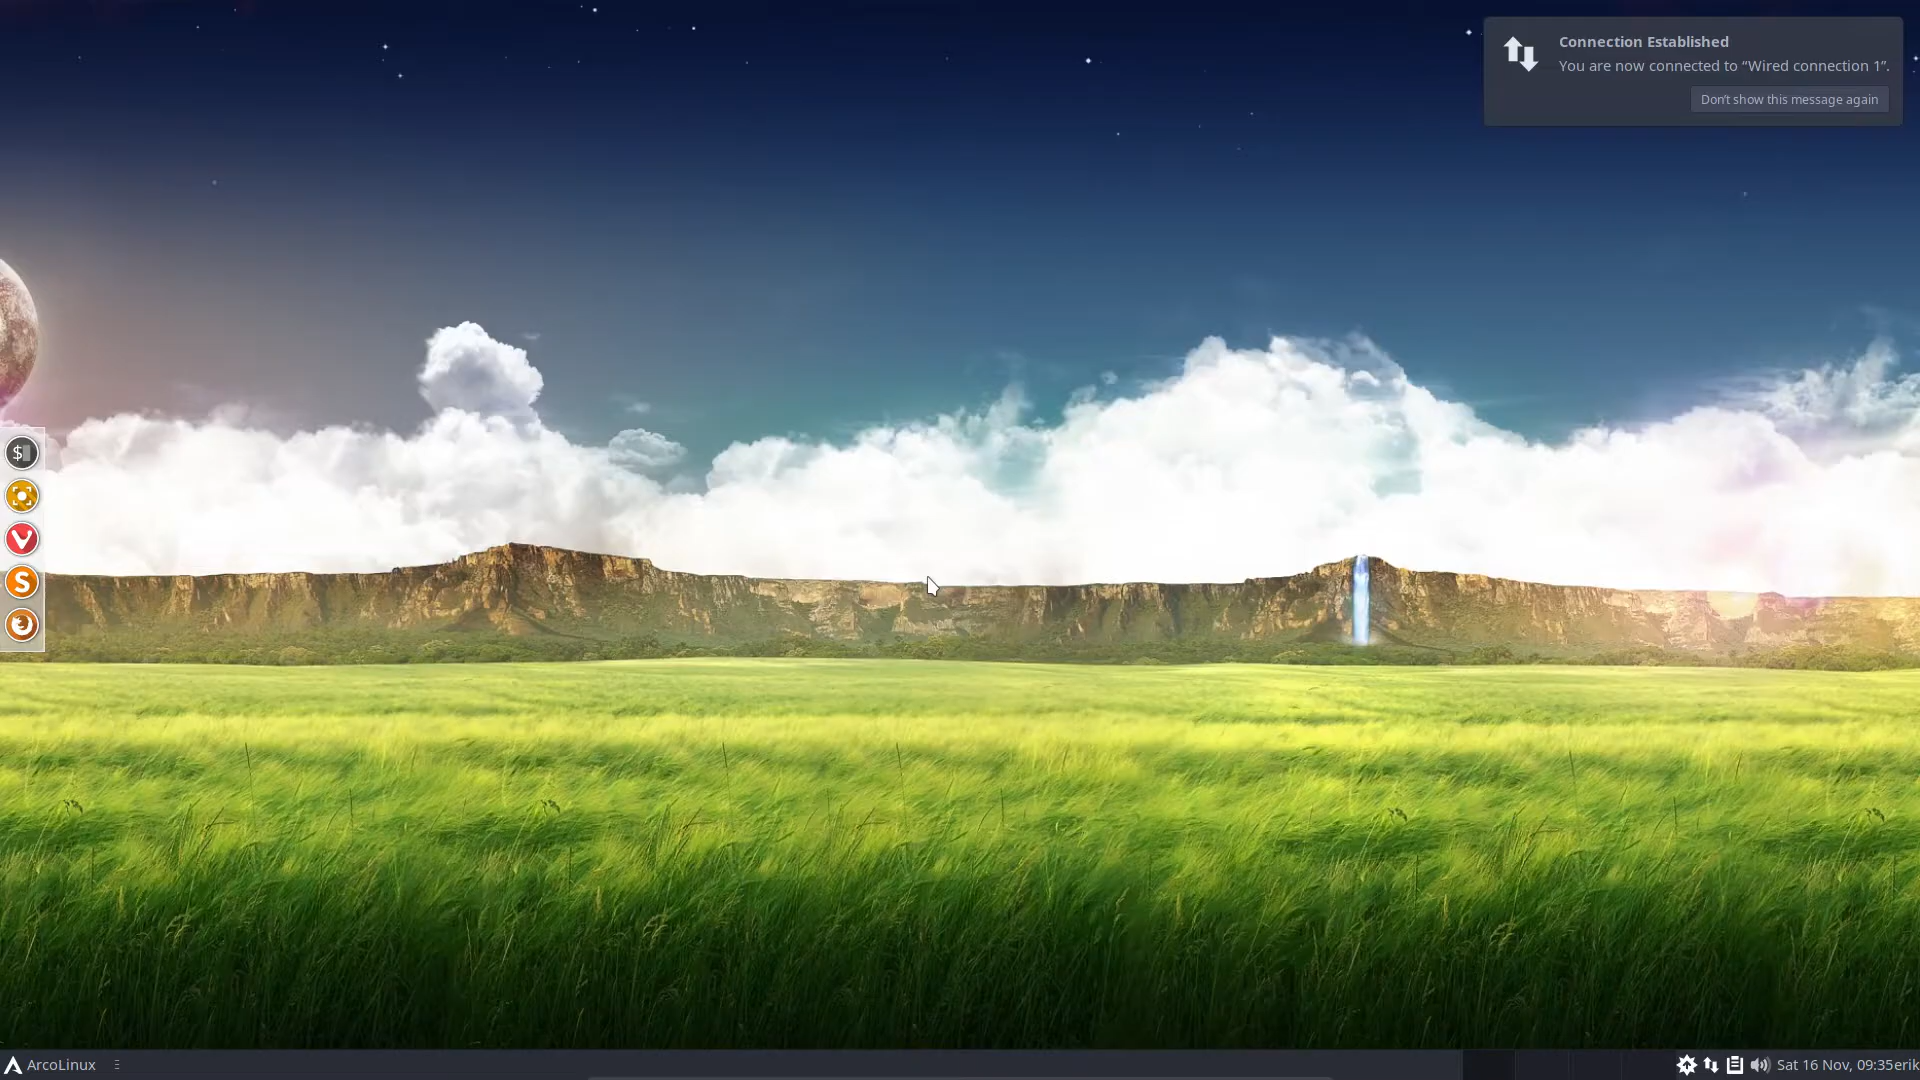 Connection Established
You are now connected to “Wired connection 1”.
Don't show this message again
$
S
ArcoLinux
Sat 16 Nov, 09:35erik